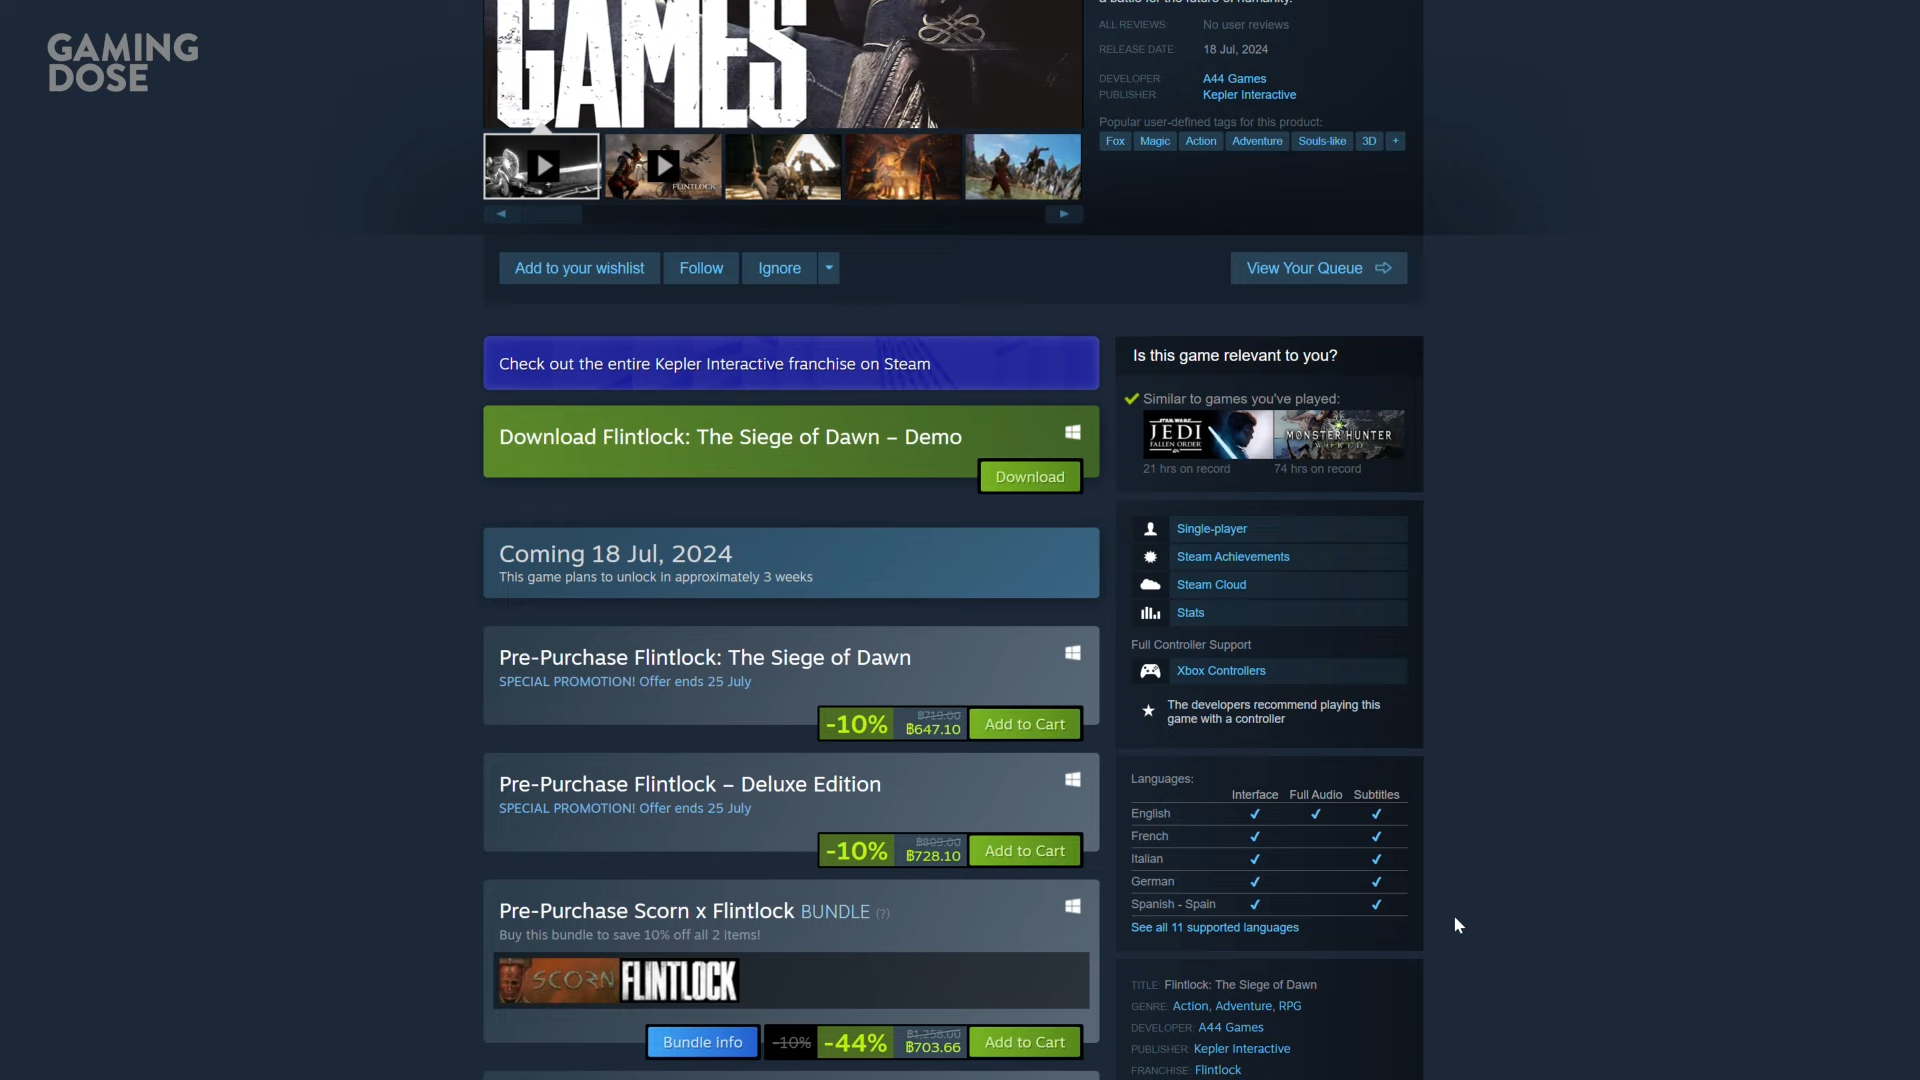 GAMING
DOSE
GAMES
a battle for the future of humanity.
ALL REVIEWS: No user reviews
RELEASE DATE: 18 Jul, 2024
DEVELOPER: A44 Games
PUBLISHER: Kepler Interactive
Popular user-defined tags for this product:
Fox Magic Action Adventure Souls-like 3D +
FLINTLOCK
Add to your wishlist Follow Ignore
View Your Queue
Check out the entire Kepler Interactive franchise on Steam
Download Flintlock: The Siege of Dawn – Demo
Download
Coming 18 Jul, 2024
This game plans to unlock in approximately 3 weeks
Pre-Purchase Flintlock: The Siege of Dawn
SPECIAL PROMOTION! Offer ends 25 July
-10% ฿719.00 ฿647.10 Add to Cart
Pre-Purchase Flintlock – Deluxe Edition
SPECIAL PROMOTION! Offer ends 25 July
-10% ฿809.00 ฿728.10 Add to Cart
Pre-Purchase Scorn x Flintlock BUNDLE (?)
Buy this bundle to save 10% off all 2 items!
SCORN FLINTLOCK
Bundle info -10% -44% ฿1,258.00 ฿703.66 Add to Cart
Is this game relevant to you?
Similar to games you've played:
STAR WARS JEDI FALLEN ORDER
MONSTER HUNTER WORLD
21 hrs on record 74 hrs on record
Single-player
Steam Achievements
Steam Cloud
Stats
Full Controller Support
Xbox Controllers
The developers recommend playing this
game with a controller
Languages:
Interface Full Audio Subtitles
English ✔ ✔ ✔
French ✔ ✔
Italian ✔ ✔
German ✔ ✔
Spanish - Spain ✔ ✔
See all 11 supported languages
TITLE: Flintlock: The Siege of Dawn
GENRE: Action, Adventure, RPG
DEVELOPER: A44 Games
PUBLISHER: Kepler Interactive
FRANCHISE: Flintlock